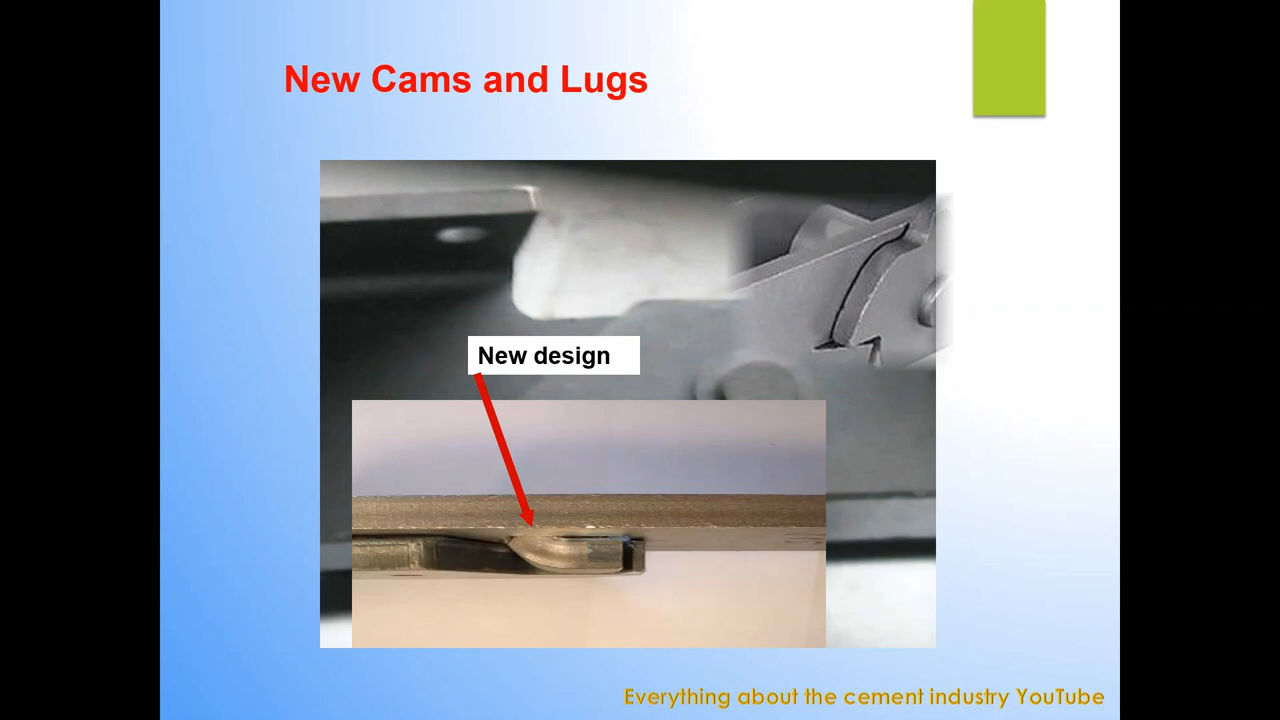 New Cams and Lugs
New design
Everything about the cement industry YouTube